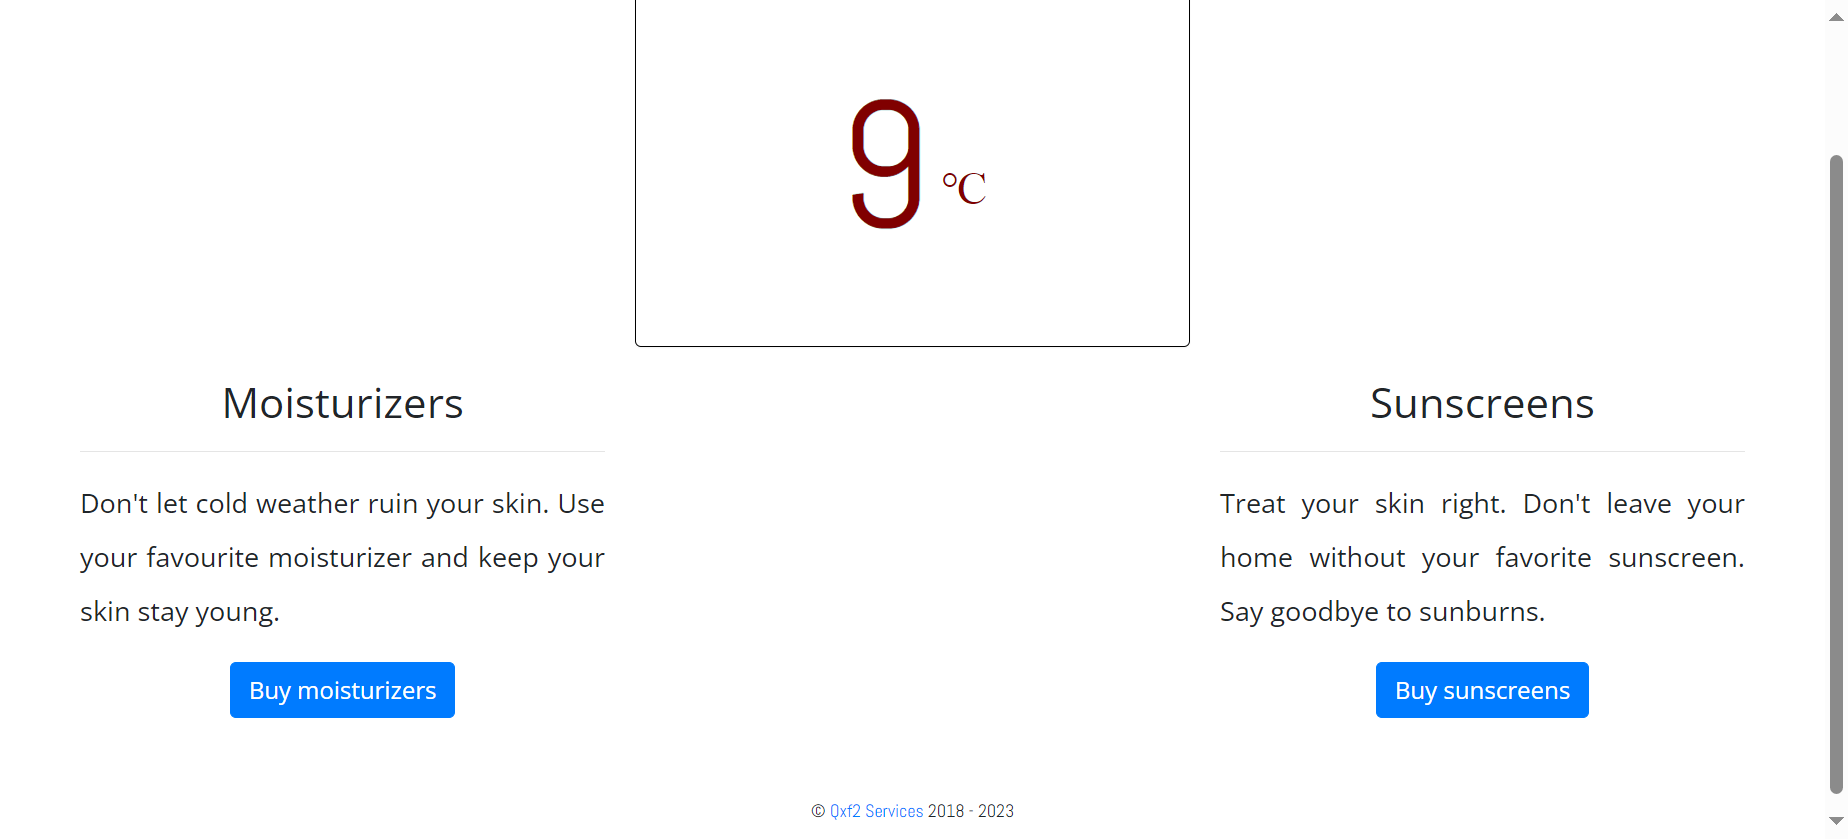 9 °C
Moisturizers
Don't let cold weather ruin your skin. Use
your favourite moisturizer and keep your
skin stay young.
Buy moisturizers
Sunscreens
Treat your skin right. Don't leave your
home without your favorite sunscreen.
Say goodbye to sunburns.
Buy sunscreens
© Qxf2 Services 2018 - 2023